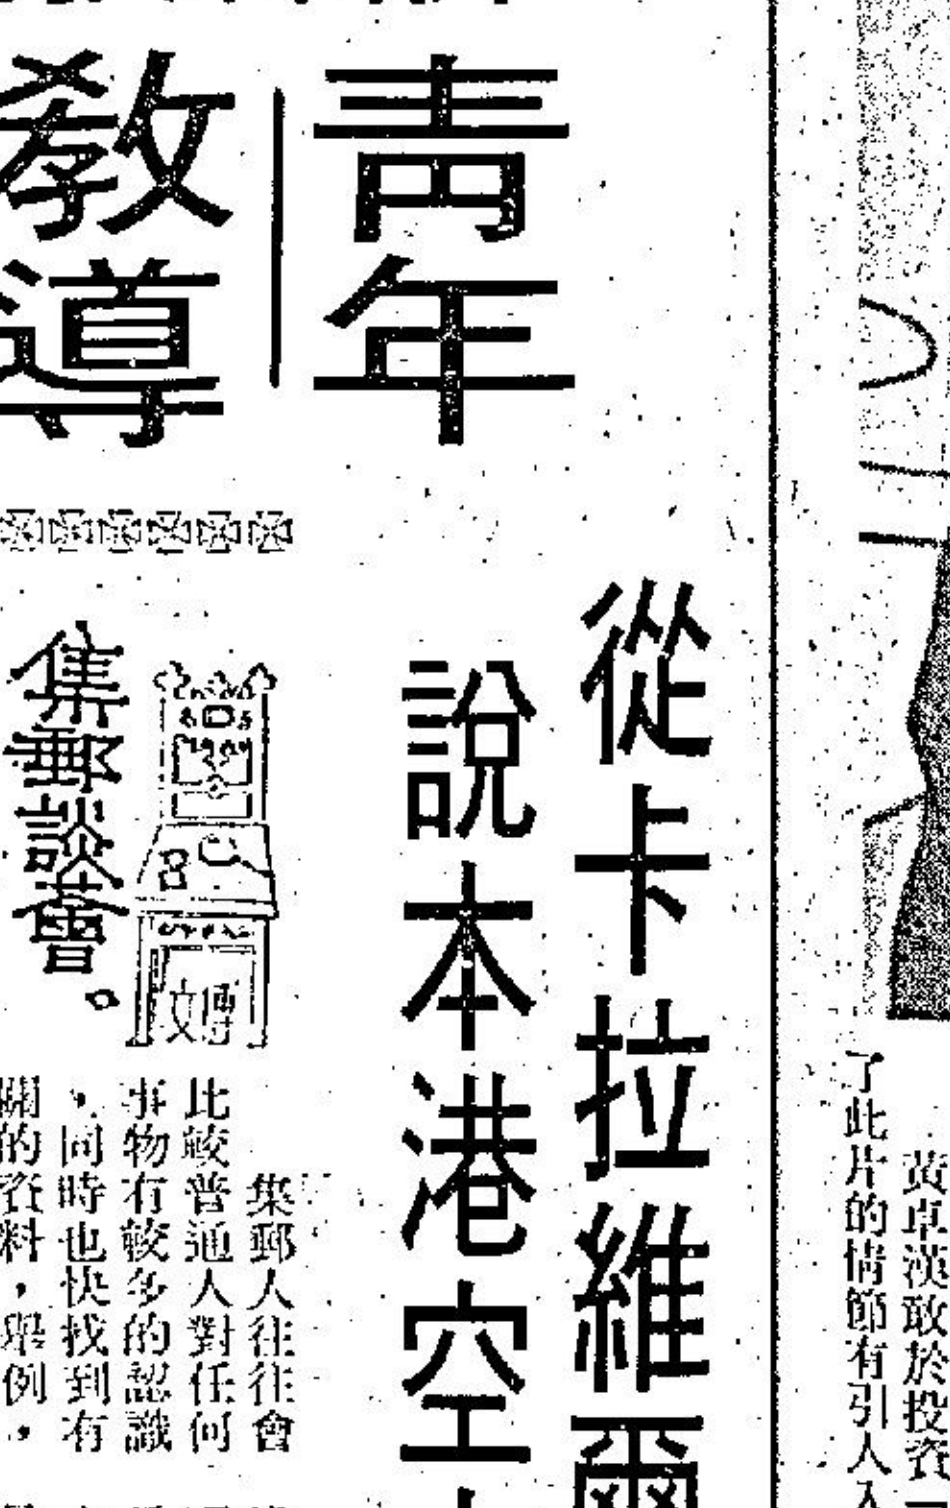 黃卓漢敢於投資
了此片的情節有引人入
青年
教導
從卡拉維爾
說本港空
集郵談薈。
文傳
集郵人往往會
比較普通人對任何
事物有較多的認識
，同時也快找到有
關的資料，舉例，